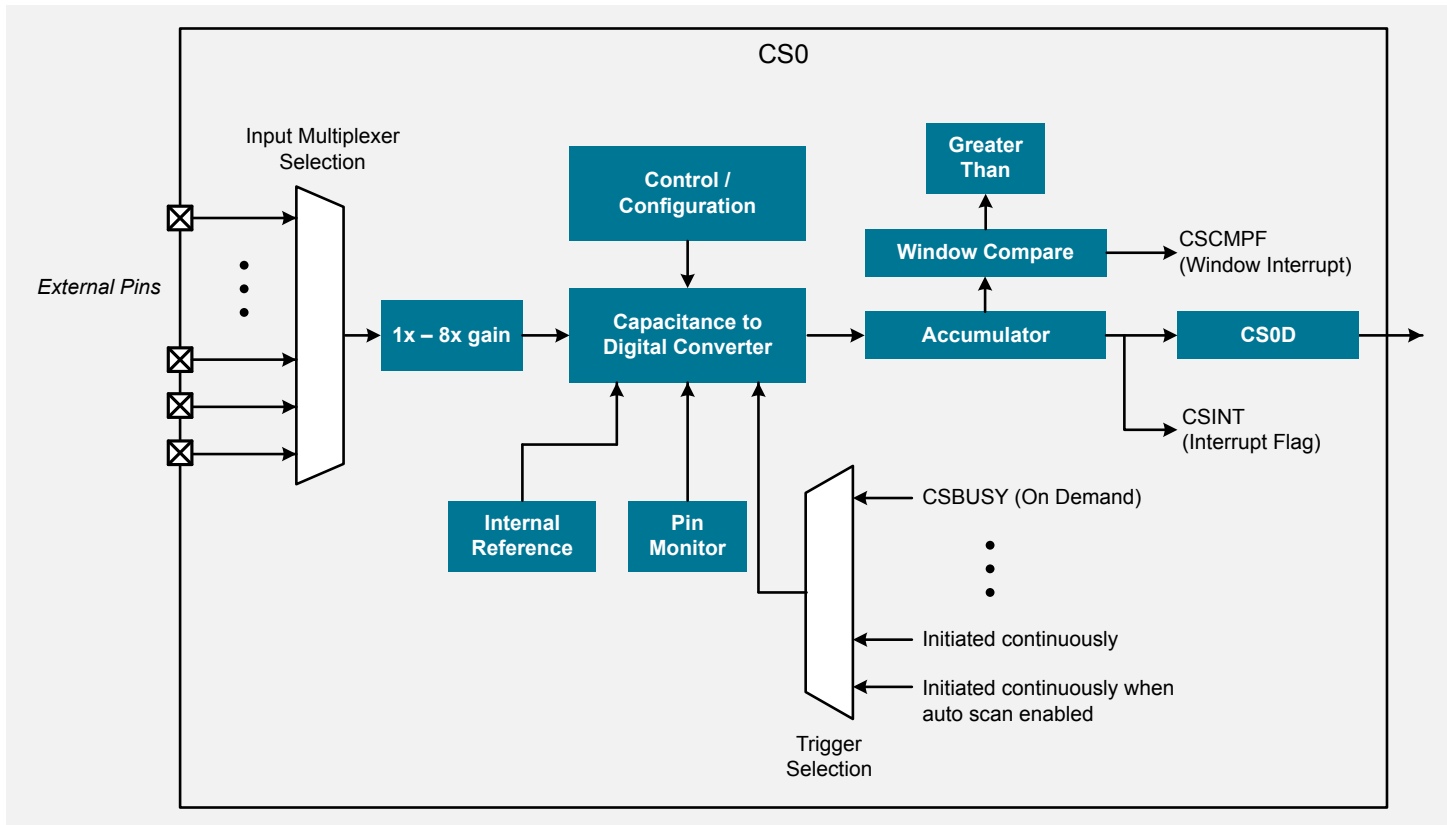 CS0
Input Multiplexer
Selection
Greater
Than
Control /
Configuration
Window Compare
CSCMPF
(Window Interrupt)
External Pins
1x – 8x gain
Capacitance to
Digital Converter
Accumulator
CS0D
CSINT
(Interrupt Flag)
Internal
Reference
Pin
Monitor
CSBUSY (On Demand)
Initiated continuously
Initiated continuously when
auto scan enabled
Trigger
Selection